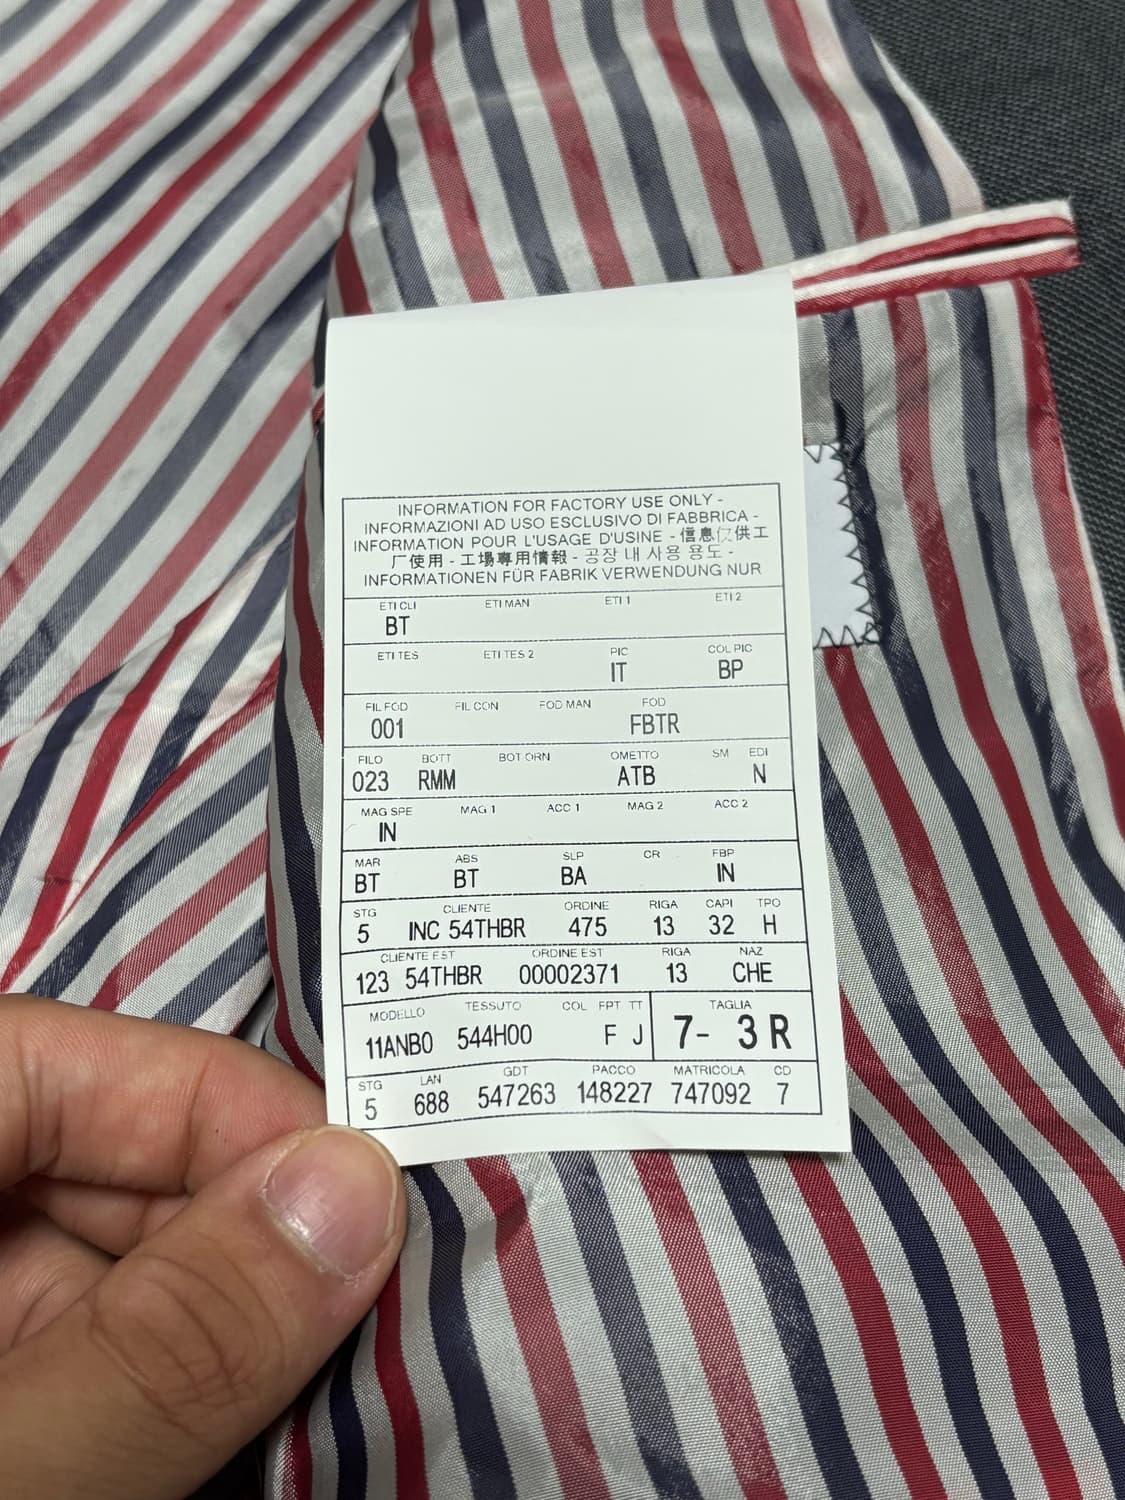 INFORMATION FOR FACTORY USE ONLY -
INFORMAZIONI AD USO ESCLUSIVO DI FABBRICA -
INFORMATION POUR L'USAGE D'USINE - 信息仅供工
厂使用 - 工場專用情報 - 공장 내 사용 용도 -
INFORMATIONEN FÜR FABRIK VERWENDUNG NUR
ETI CLI ETI MAN ETI 1 ETI 2
BT
ETI TES ETI TES 2 PIC COL PIC
IT BP
FIL FOD FIL CON FOD MAN FOD
001 FBTR
FILO BOTT BOT ORN OMETTO SM EDI
023 RMM ATB N
MAG SPE MAG 1 ACC 1 MAG 2 ACC 2
IN
MAR ABS SLP CR FBP
BT BT BA IN
STG CLIENTE ORDINE RIGA CAPI TPO
5 INC 54THBR 475 13 32 H
CLIENTE EST ORDINE EST RIGA NAZ
123 54THBR 00002371 13 CHE
MODELLO TESSUTO COL FPT TT TAGLIA
11ANB0 544H00 F J 7- 3 R
STG LAN GDT PACCO MATRICOLA CD
5 688 547263 148227 747092 7